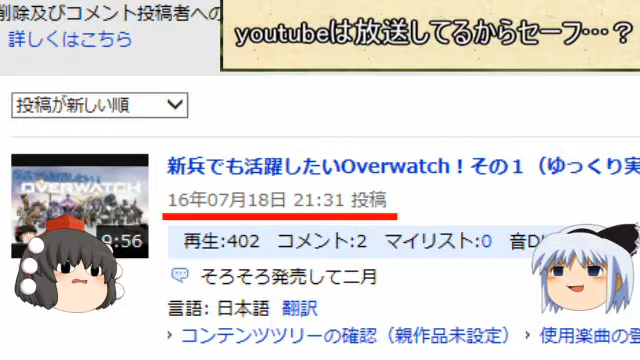 削除及びコメント投稿者への
詳しくはこちら
youtubeは放送してるからセーフ…？
投稿が新しい順
新兵でも活躍したいOverwatch！その１（ゆっくり実
16年07月18日 21:31 投稿
OVERWATCH
9:56
再生:402 コメント:2 マイリスト:0 音D
そろそろ発売して二月
言語: 日本語 翻訳
コンテンツツリーの確認（親作品未設定） 使用楽曲の登